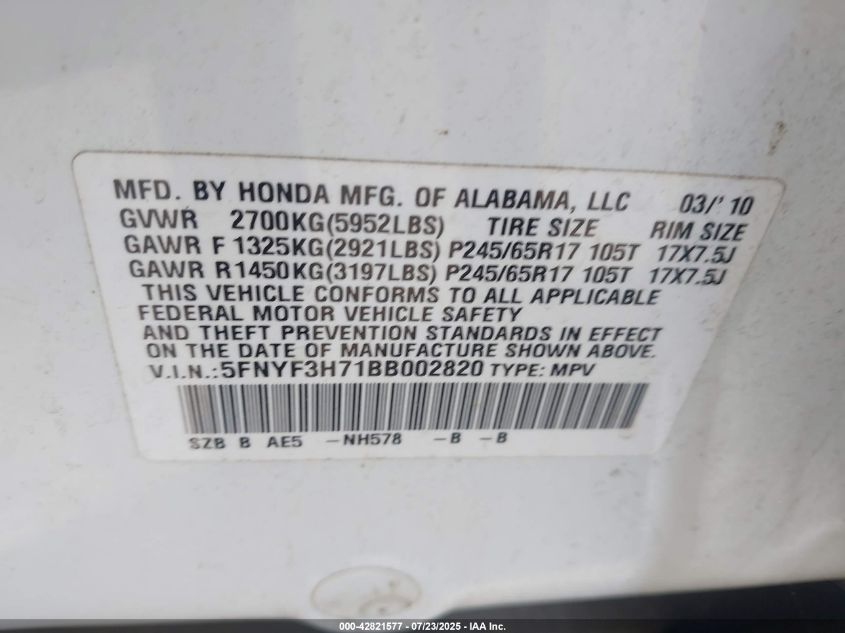 MFD. BY HONDA MFG. OF ALABAMA, LLC 03/'10
GVWR 2700KG(5952LBS) TIRE SIZE RIM SIZE
GAWR F 1325KG(2921LBS) P245/65R17 105T 17X7.5J
GAWR R1450KG(3197LBS) P245/65R17 105T 17X7.5J
THIS VEHICLE CONFORMS TO ALL APPLICABLE
FEDERAL MOTOR VEHICLE SAFETY
AND THEFT PREVENTION STANDARDS IN EFFECT
ON THE DATE OF MANUFACTURE SHOWN ABOVE.
V.I.N.:5FNYF3H71BB002820 TYPE: MPV
SZB B AE5 -NH578 -B -B
000-42821577 - 07/23/2025 - IAA Inc.